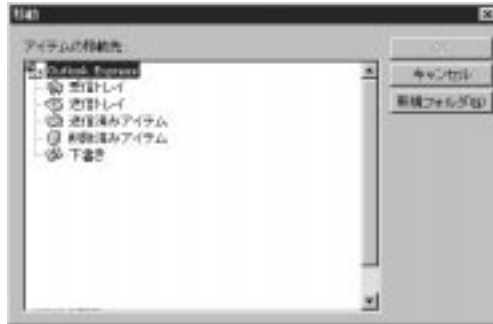 移動
アイテムの移動先:
OK
Outlook Express
キャンセル
受信トレイ
新規フォルダ(N)
送信トレイ
送信済みアイテム
削除済みアイテム
下書き